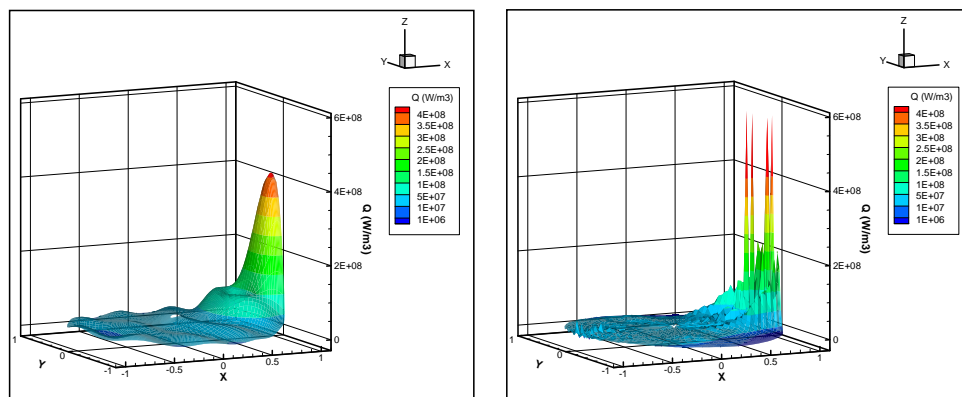 Z
Y
X
Q (W/m3)
4E+08
3.5E+08
3E+08
2.5E+08
2E+08
1.5E+08
1E+08
5E+07
1E+07
1E+06
6E+08
4E+08
2E+08
0
Q (W/m3)
1
0
-1
Y
-1
-0.5
0
0.5
1
X
Z
Y
X
Q (W/m3)
4E+08
3.5E+08
3E+08
2.5E+08
2E+08
1.5E+08
1E+08
5E+07
1E+07
1E+06
6E+08
4E+08
2E+08
0
Q (W/m3)
1
0
-1
Y
-1
-0.5
0
0.5
1
X